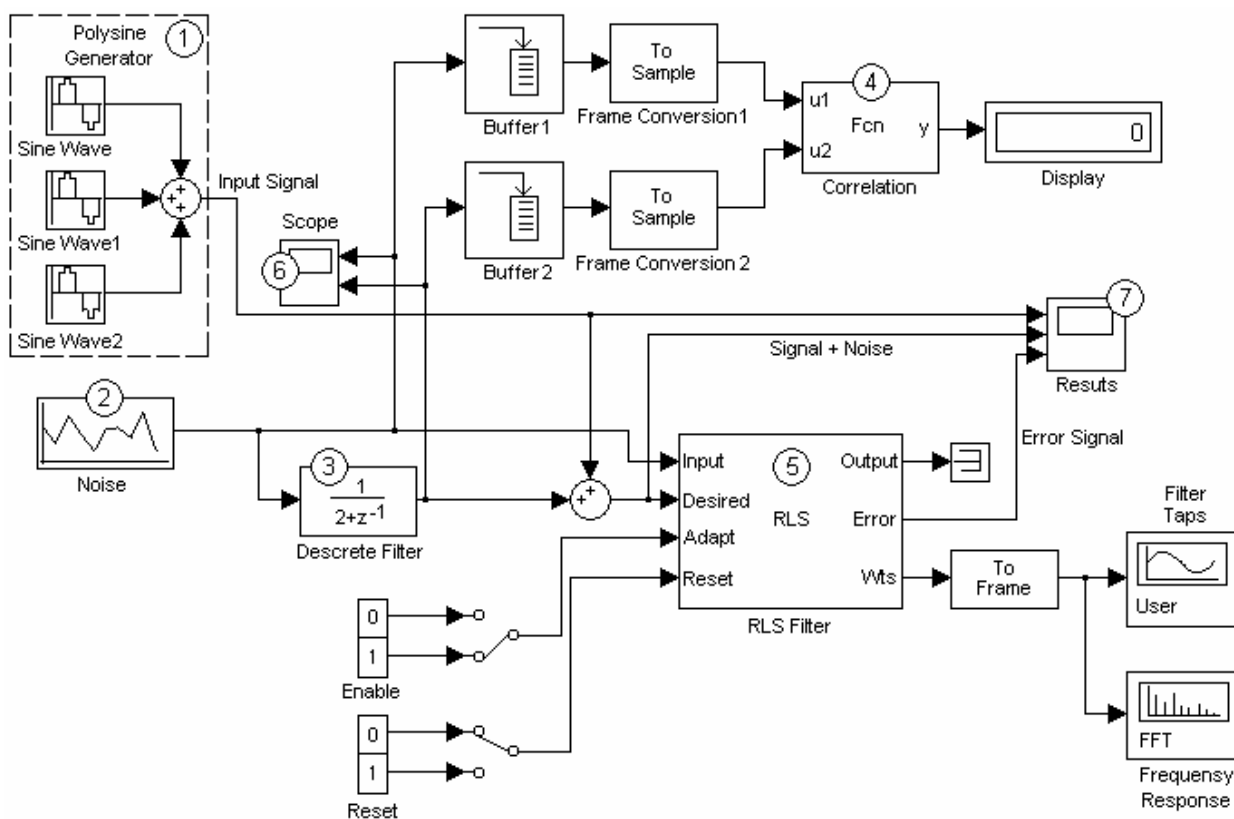 Polysine
Generator
1
Sine Wave
Sine Wave1
Sine Wave2
+
+
+
Input Signal
Scope
6
Buffer1
To
Sample
Frame Conversion1
Buffer2
To
Sample
Frame Conversion 2
4
u1
Fcn
y
u2
Correlation
0
Display
7
Signal + Noise
Resuts
2
Noise
3
1
2+z-1
Descrete Filter
+
+
Input
5
Output
Desired
RLS
Error
Adapt
Reset
Wts
RLS Filter
Error Signal
To
Frame
Filter
Taps
User
FFT
Frequensy
Response
0
1
Enable
0
1
Reset